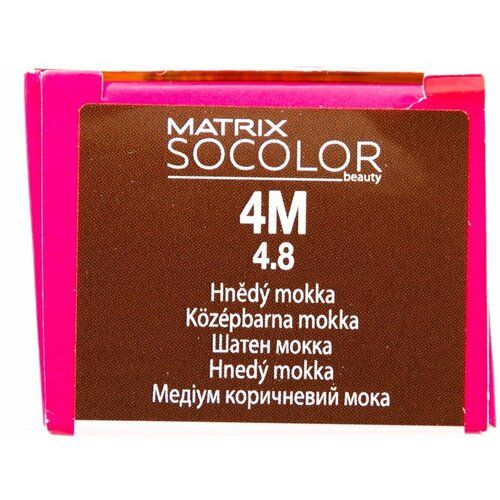 MATRIX
SOCOLOR
beauty
4M
4.8
Hnědý mokka
Középbarna mokka
Шатен мокка
Hnedý mokka
Медіум коричневий мока